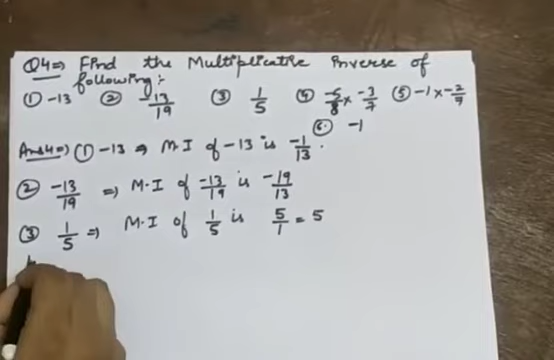 Q4⇒ Find the Multiplicative inverse of
following:-
① -13 ② -13/19 ③ 1/5 ④ -5/8 × -3/7 ⑤ -1 × -2/7
⑥ -1
Ans4⇒) ① -13 ⇒ M.I of -13 is -1/13.
② -13/19 ⇒ M.I of -13/19 is -19/13
③ 1/5 ⇒ M.I of 1/5 is 5/1 = 5